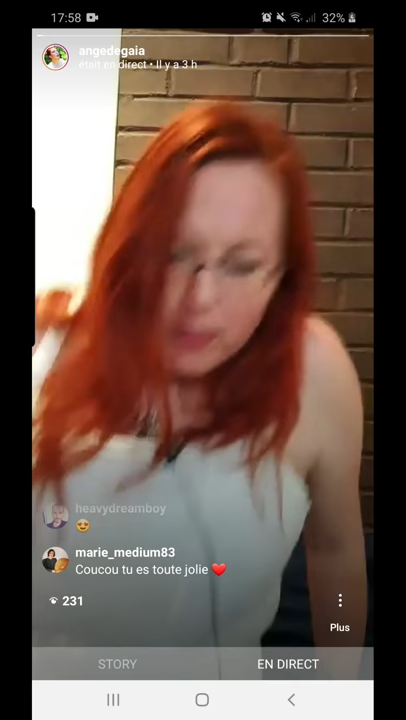 17:58 32%
angedegaia
était en direct • Il y a 3 h
heavydreamboy
😍
marie_medium83
Coucou tu es toute jolie ❤️
231
Plus
STORY EN DIRECT